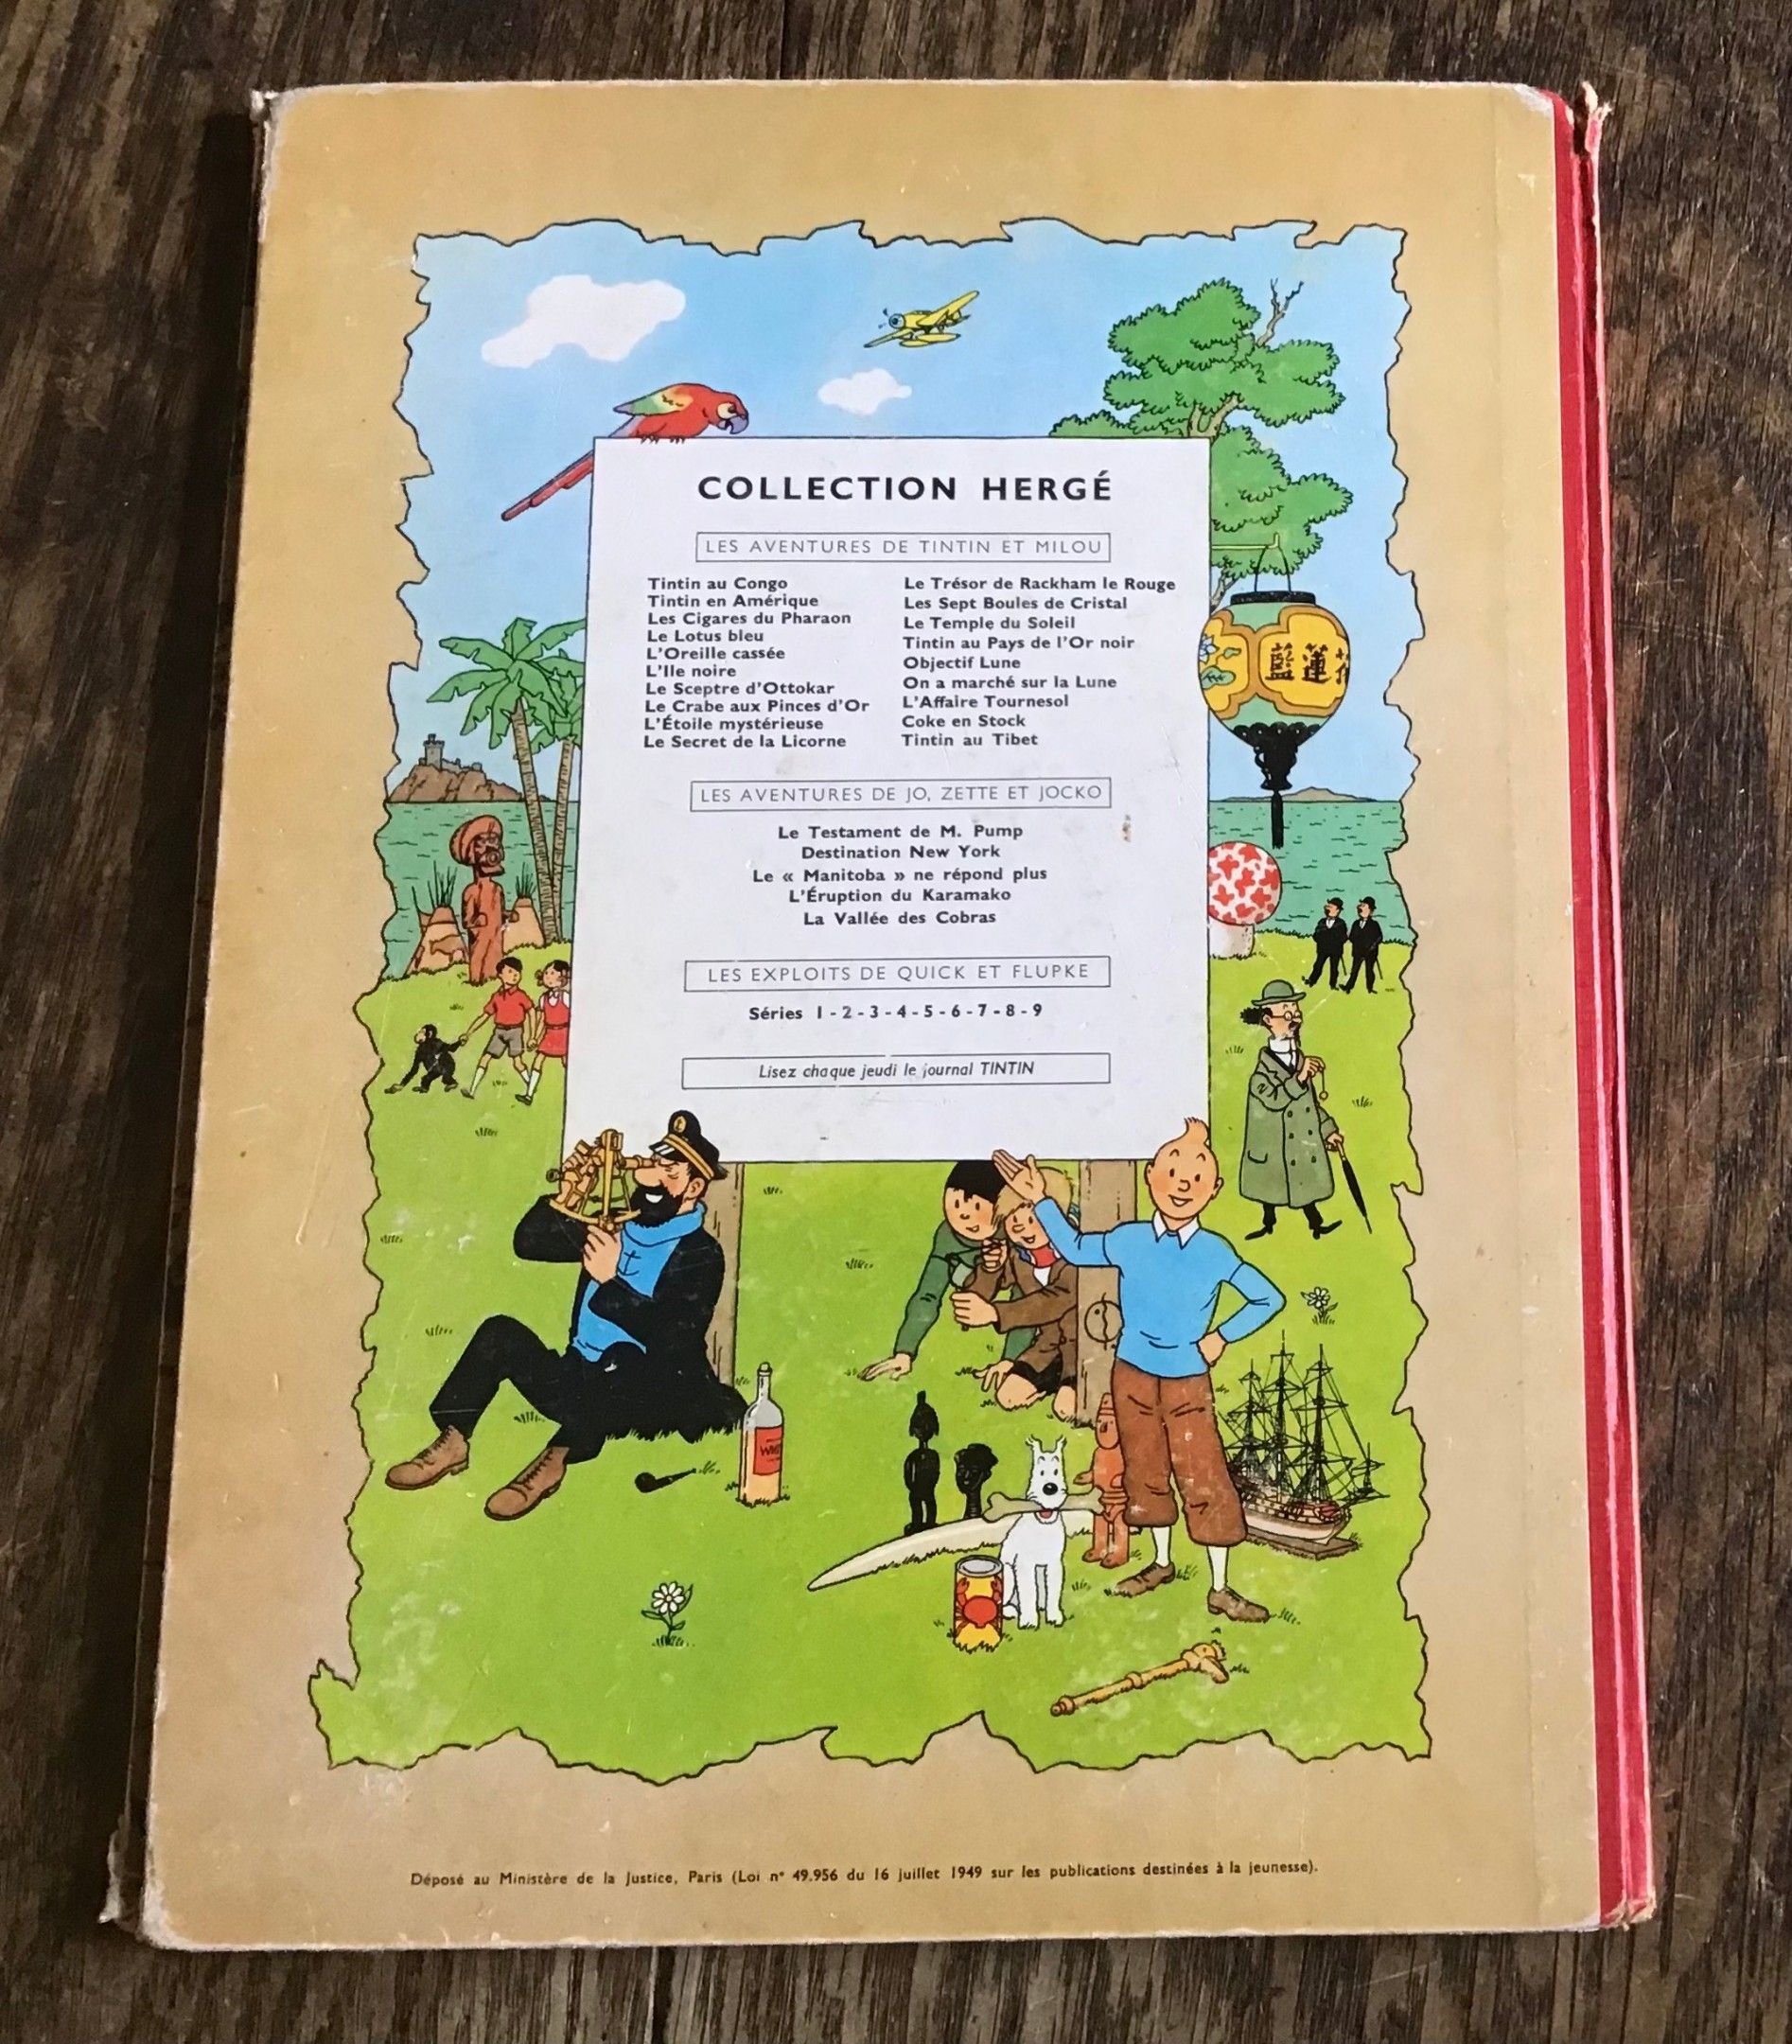 COLLECTION HERGÉ
LES AVENTURES DE TINTIN ET MILOU
Tintin au Congo
Tintin en Amérique
Les Cigares du Pharaon
Le Lotus bleu
L'Oreille cassée
L'Ile noire
Le Sceptre d'Ottokar
Le Crabe aux Pinces d'Or
L'Étoile mystérieuse
Le Secret de la Licorne
Le Trésor de Rackham le Rouge
Les Sept Boules de Cristal
Le Temple du Soleil
Tintin au Pays de l'Or noir
Objectif Lune
On a marché sur la Lune
L'Affaire Tournesol
Coke en Stock
Tintin au Tibet
LES AVENTURES DE JO, ZETTE ET JOCKO
Le Testament de M. Pump
Destination New York
Le « Manitoba » ne répond plus
L'Éruption du Karamako
La Vallée des Cobras
LES EXPLOITS DE QUICK ET FLUPKE
Séries 1 - 2 - 3 - 4 - 5 - 6 - 7 - 8 - 9
Lisez chaque jeudi le journal TINTIN
藍蓮
Déposé au Ministère de la Justice, Paris (Loi n° 49.956 du 16 juillet 1949 sur les publications destinées à la jeunesse).